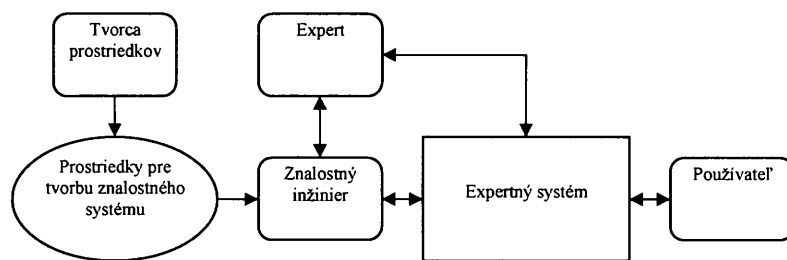 Tvorca
prostriedkov
Expert
Prostriedky pre
tvorbu znalostného
systému
Znalostný
inžinier
Expertný systém
Používateľ